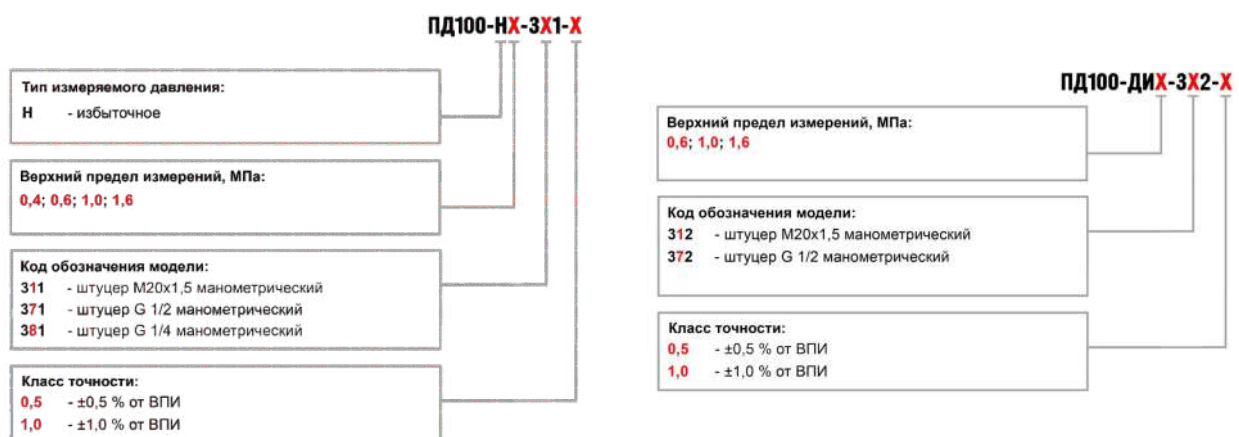 ПД100-НХ-3Х1-Х
Тип измеряемого давления:
Н - избыточное
Верхний предел измерений, МПа:
0,4; 0,6; 1,0; 1,6
Код обозначения модели:
311 - штуцер М20х1,5 манометрический
371 - штуцер G 1/2 манометрический
381 - штуцер G 1/4 манометрический
Класс точности:
0,5 - ±0,5 % от ВПИ
1,0 - ±1,0 % от ВПИ
ПД100-ДИХ-3Х2-Х
Верхний предел измерений, МПа:
0,6; 1,0; 1,6
Код обозначения модели:
312 - штуцер М20х1,5 манометрический
372 - штуцер G 1/2 манометрический
Класс точности:
0,5 - ±0,5 % от ВПИ
1,0 - ±1,0 % от ВПИ